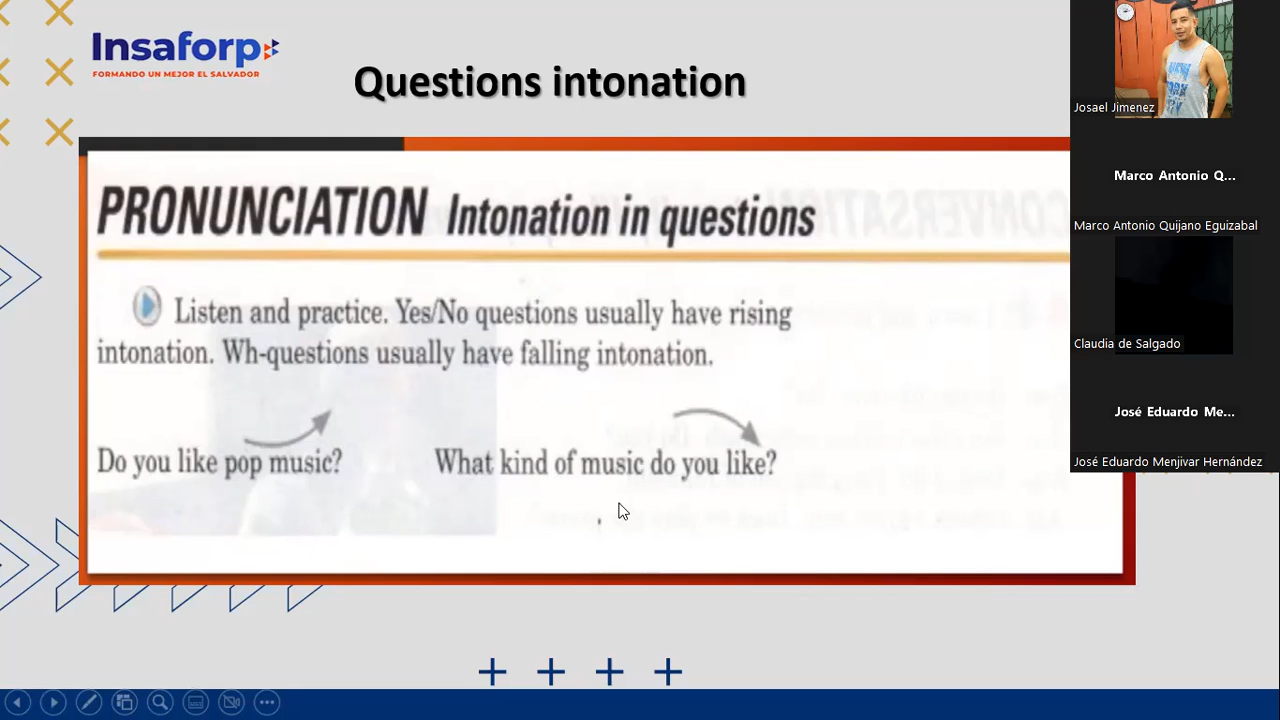 Insaforp
FORMANDO UN MEJOR EL SALVADOR
Questions intonation
PRONUNCIATION Intonation in questions
Listen and practice. Yes/No questions usually have rising
intonation. Wh-questions usually have falling intonation.
Do you like pop music? What kind of music do you like?
Josael Jimenez
Marco Antonio Q...
Marco Antonio Quijano Eguizabal
Claudia de Salgado
José Eduardo Me...
José Eduardo Menjivar Hernández